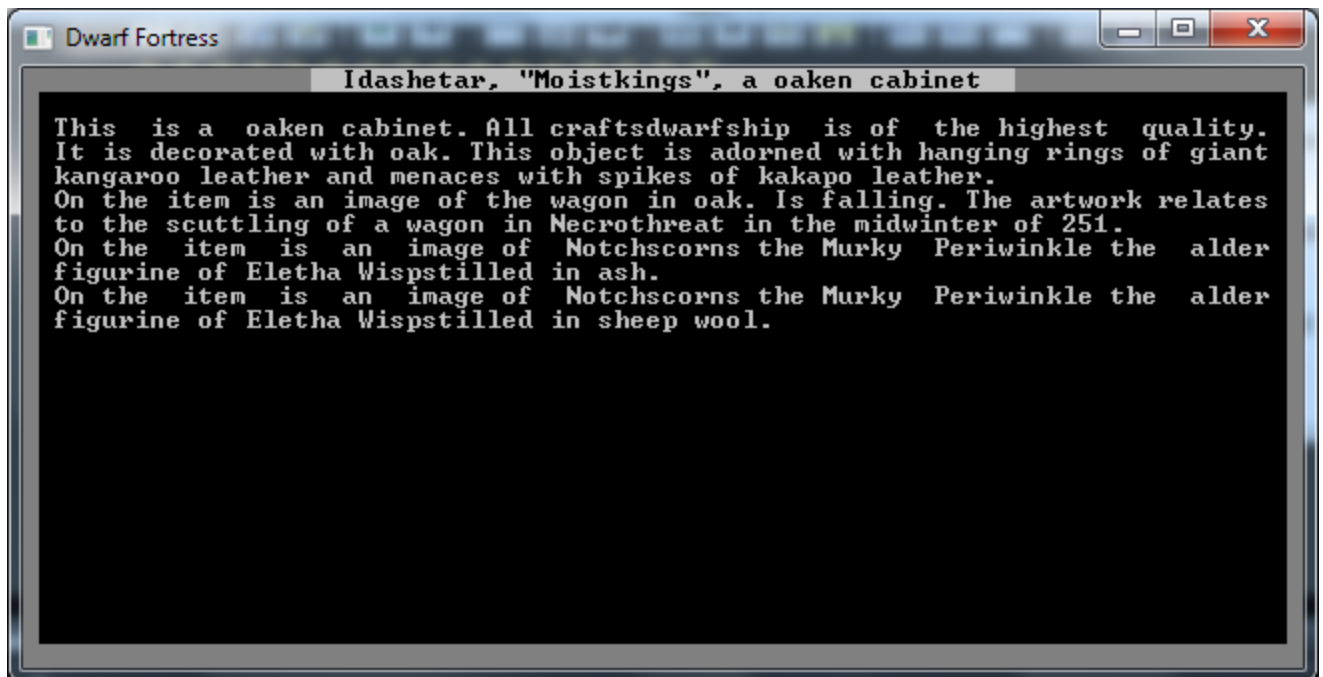 Dwarf Fortress
Idashetar, "Moistkings", a oaken cabinet
This is a oaken cabinet. All craftsdwarfship is of the highest quality.
It is decorated with oak. This object is adorned with hanging rings of giant
kangaroo leather and menaces with spikes of kakapo leather.
On the item is an image of the wagon in oak. Is falling. The artwork relates
to the scuttling of a wagon in Necrothreat in the midwinter of 251.
On the item is an image of Notchscorns the Murky Periwinkle the alder
figurine of Eletha Wispstilled in ash.
On the item is an image of Notchscorns the Murky Periwinkle the alder
figurine of Eletha Wispstilled in sheep wool.